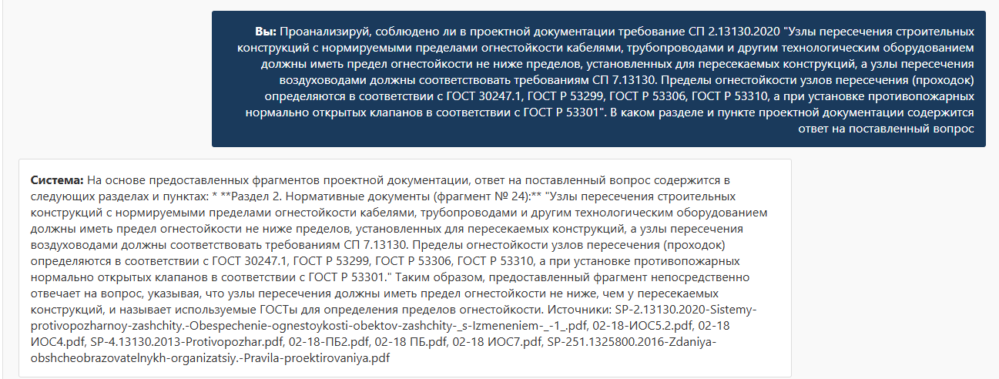 Вы: Проанализируй, соблюдено ли в проектной документации требование СП 2.13130.2020 "Узлы пересечения строительных
конструкций с нормируемыми пределами огнестойкости кабелями, трубопроводами и другим технологическим оборудованием
должны иметь предел огнестойкости не ниже пределов, установленных для пересекаемых конструкций, а узлы пересечения
воздуховодами должны соответствовать требованиям СП 7.13130. Пределы огнестойкости узлов пересечения (проходок)
определяются в соответствии с ГОСТ 30247.1, ГОСТ Р 53299, ГОСТ Р 53306, ГОСТ Р 53310, а при установке противопожарных
нормально открытых клапанов в соответствии с ГОСТ Р 53301". В каком разделе и пункте проектной документации содержится
ответ на поставленный вопрос
Система: На основе предоставленных фрагментов проектной документации, ответ на поставленный вопрос содержится в
следующих разделах и пунктах: * **Раздел 2. Нормативные документы (фрагмент № 24):** "Узлы пересечения строительных
конструкций с нормируемыми пределами огнестойкости кабелями, трубопроводами и другим технологическим оборудованием
должны иметь предел огнестойкости не ниже пределов, установленных для пересекаемых конструкций, а узлы пересечения
воздуховодами должны соответствовать требованиям СП 7.13130. Пределы огнестойкости узлов пересечения (проходок)
определяются в соответствии с ГОСТ 30247.1, ГОСТ Р 53299, ГОСТ Р 53306, ГОСТ Р 53310, а при установке противопожарных
нормально открытых клапанов в соответствии с ГОСТ Р 53301." Таким образом, предоставленный фрагмент непосредственно
отвечает на вопрос, указывая, что узлы пересечения должны иметь предел огнестойкости не ниже, чем у пересекаемых
конструкций, и называет используемые ГОСТы для определения пределов огнестойкости. Источники: SP-2.13130.2020-Sistemy-
protivopozharnoy-zashchity.-Obespechenie-ognestoykosti-obektov-zashchity-_s-Izmeneniem-_-1_.pdf, 02-18-ИОС5.2.pdf, 02-18
ИОС4.pdf, SP-4.13130.2013-Protivopozhar.pdf, 02-18-ПБ2.pdf, 02-18 ПБ.pdf, 02-18 ИОС7.pdf, SP-251.1325800.2016-Zdaniya-
obshcheobrazovatelnykh-organizatsiy.-Pravila-proektirovaniya.pdf